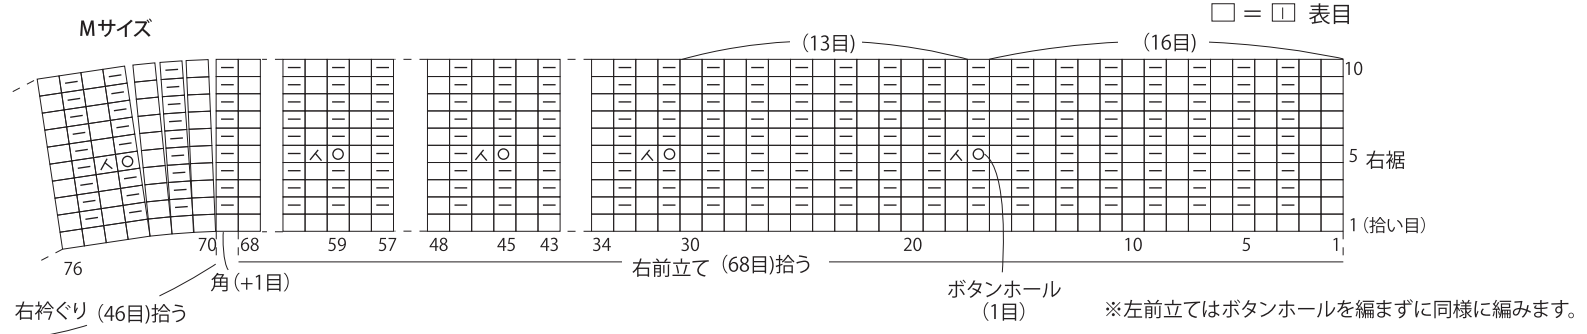 Mサイズ
□ = 囗 表目
(13目)
(16目)
10
5 右裾
1(拾い目)
76
70 68 59 57 48 45 43 34 30 20 10 5 1
角(+1目)
右前立て (68目)拾う
右衿ぐり (46目)拾う
ボタンホール
(1目)
※左前立てはボタンホールを編まずに同様に編みます。